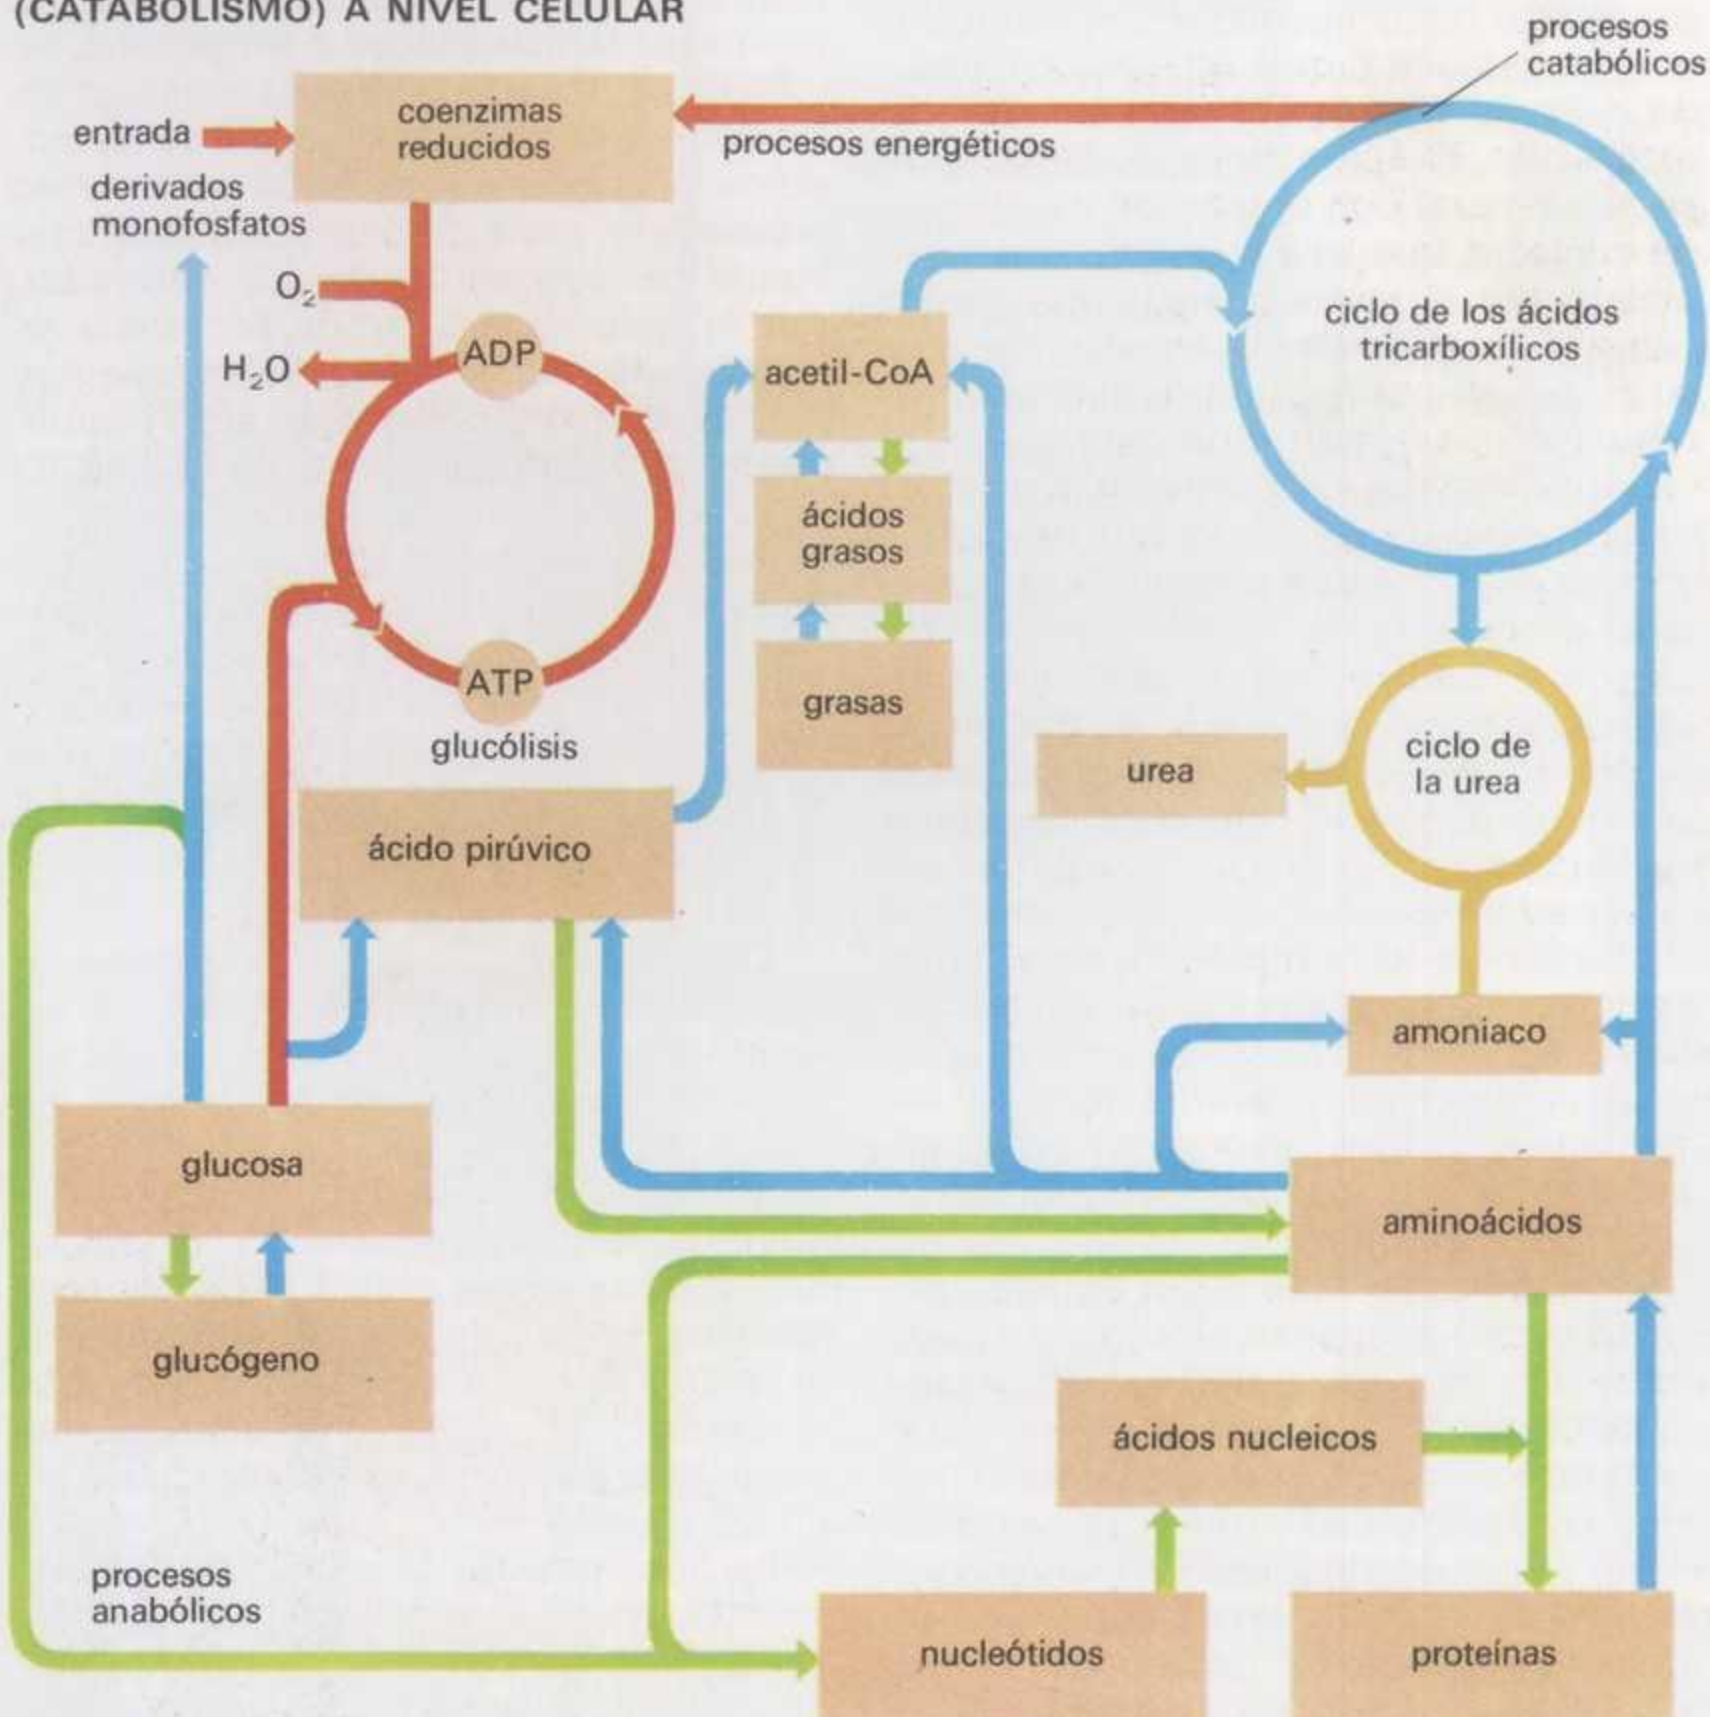 (CATABOLISMO) A NIVEL CELULAR
procesos
catabólicos
coenzimas
reducidos
entrada
procesos energéticos
derivados
monofosfatos
O₂
H₂O
ADP
ATP
glucólisis
acetil-CoA
ácidos
grasos
grasas
ciclo de los ácidos
tricarboxílicos
ciclo de
la urea
urea
ácido pirúvico
amoniaco
glucosa
aminoácidos
glucógeno
ácidos nucleicos
procesos
anabólicos
nucleótidos
proteínas